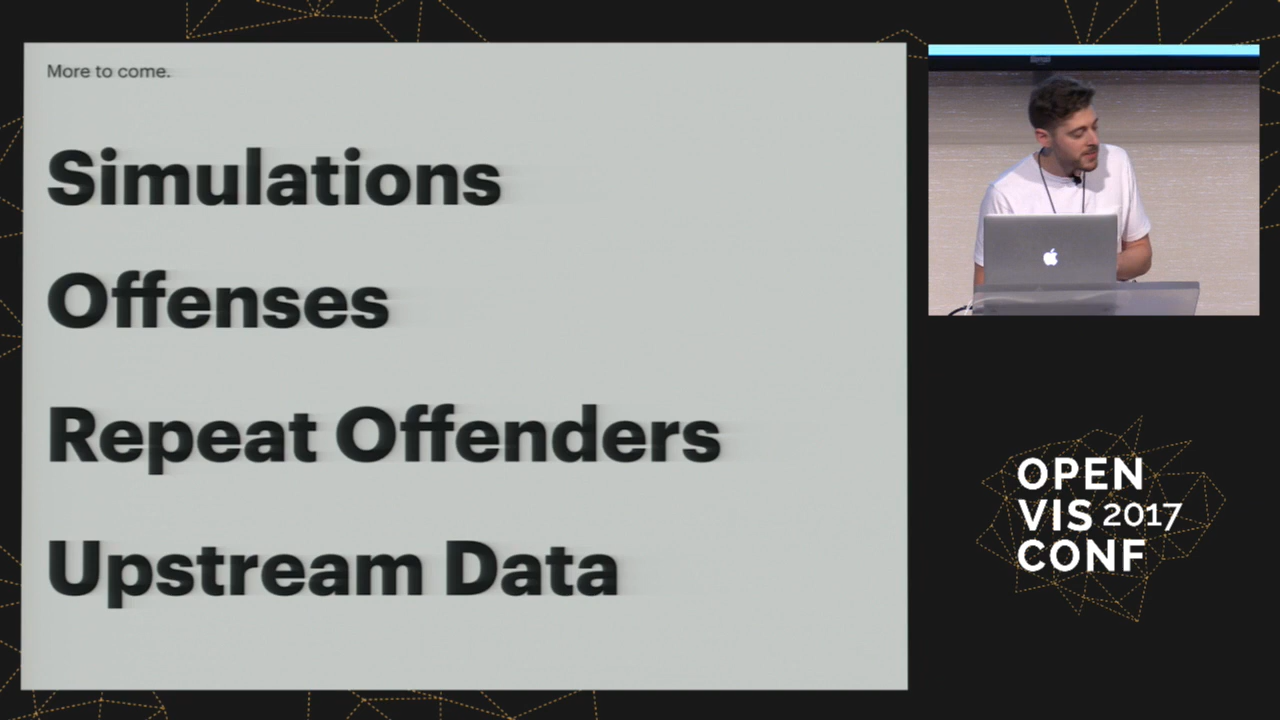 More to come.
Simulations
Offenses
Repeat Offenders
Upstream Data
OPEN
VIS 2017
CONF